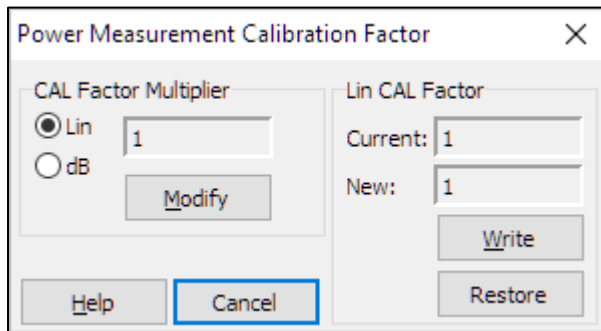 Power Measurement Calibration Factor
CAL Factor Multiplier
Lin
1
dB
Modify
Lin CAL Factor
Current: 1
New: 1
Write
Restore
Help
Cancel